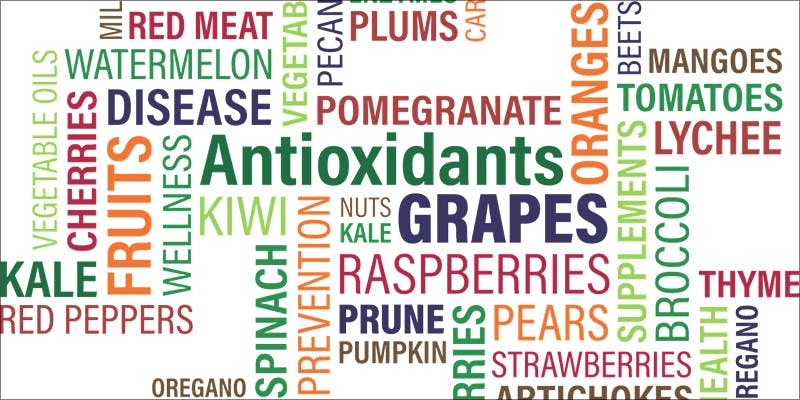 MIL
RED MEAT
VEGETAB
PECAN
ENZYMES
PLUMS
CAR
ORANGES
BEETS
MANGOES
WATERMELON
VEGETABLE OILS
CHERRIES
DISEASE
POMEGRANATE
TOMATOES
LYCHEE
FRUITS
WELLNESS
Antioxidants
SUPPLEMENTS
BROCCOLI
KIWI
PREVENTION
NUTS
KALE
GRAPES
KALE
SPINACH
RASPBERRIES
THYME
RED PEPPERS
PRUNE
RRIES
PEARS
HEALTH
REGANO
PUMPKIN
STRAWBERRIES
OREGANO
ARTICHOKES